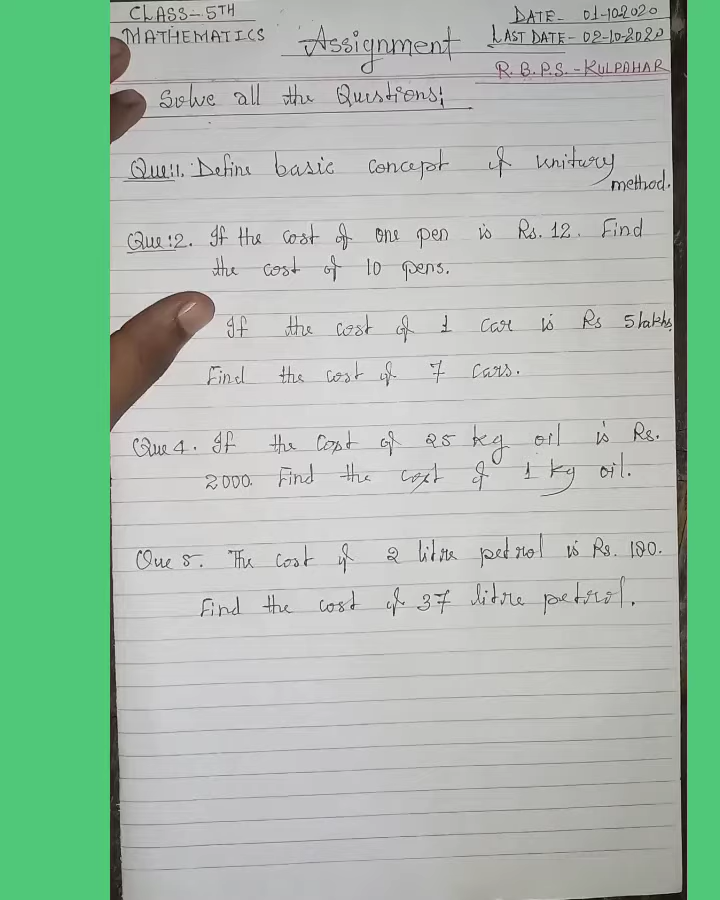 CLASS - 5TH
DATE - 01-10-2020
MATHEMATICS
Assignment
LAST DATE - 02-10-2020
R.B.P.S. - KULPAHAR
Solve all the Questions;
Que:1. Define basic concept of unitary
method.
Que:2. If the cost of one pen is Rs. 12. Find
the cost of 10 pens.
If the cost of 1 car is Rs 5 lakhs
Find the cost of 7 cars.
Que 4. If the cost of 25 kg oil is Rs.
2000. Find the cost of 1 kg oil.
Que 5. The cost of 2 litre petrol is Rs.
Find the cost of 37 litre petrol.